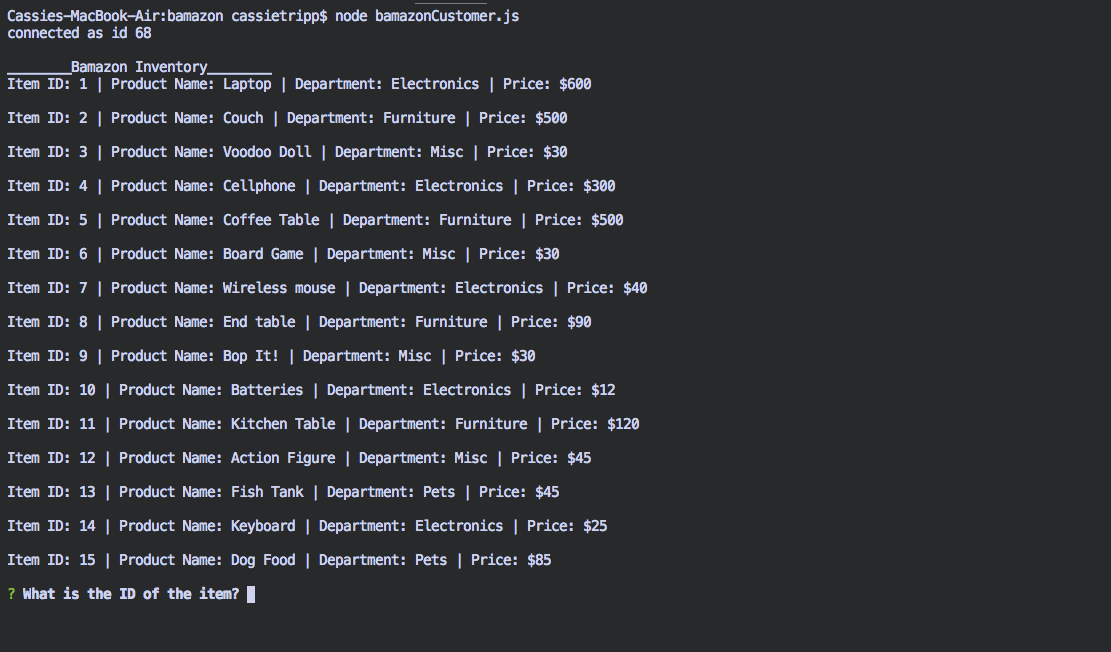 Cassies-MacBook-Air:bamazon cassietripp$ node bamazonCustomer.js
connected as id 68
________Bamazon Inventory________
Item ID: 1 | Product Name: Laptop | Department: Electronics | Price: $600
Item ID: 2 | Product Name: Couch | Department: Furniture | Price: $500
Item ID: 3 | Product Name: Voodoo Doll | Department: Misc | Price: $30
Item ID: 4 | Product Name: Cellphone | Department: Electronics | Price: $300
Item ID: 5 | Product Name: Coffee Table | Department: Furniture | Price: $500
Item ID: 6 | Product Name: Board Game | Department: Misc | Price: $30
Item ID: 7 | Product Name: Wireless mouse | Department: Electronics | Price: $40
Item ID: 8 | Product Name: End table | Department: Furniture | Price: $90
Item ID: 9 | Product Name: Bop It! | Department: Misc | Price: $30
Item ID: 10 | Product Name: Batteries | Department: Electronics | Price: $12
Item ID: 11 | Product Name: Kitchen Table | Department: Furniture | Price: $120
Item ID: 12 | Product Name: Action Figure | Department: Misc | Price: $45
Item ID: 13 | Product Name: Fish Tank | Department: Pets | Price: $45
Item ID: 14 | Product Name: Keyboard | Department: Electronics | Price: $25
Item ID: 15 | Product Name: Dog Food | Department: Pets | Price: $85
? What is the ID of the item?